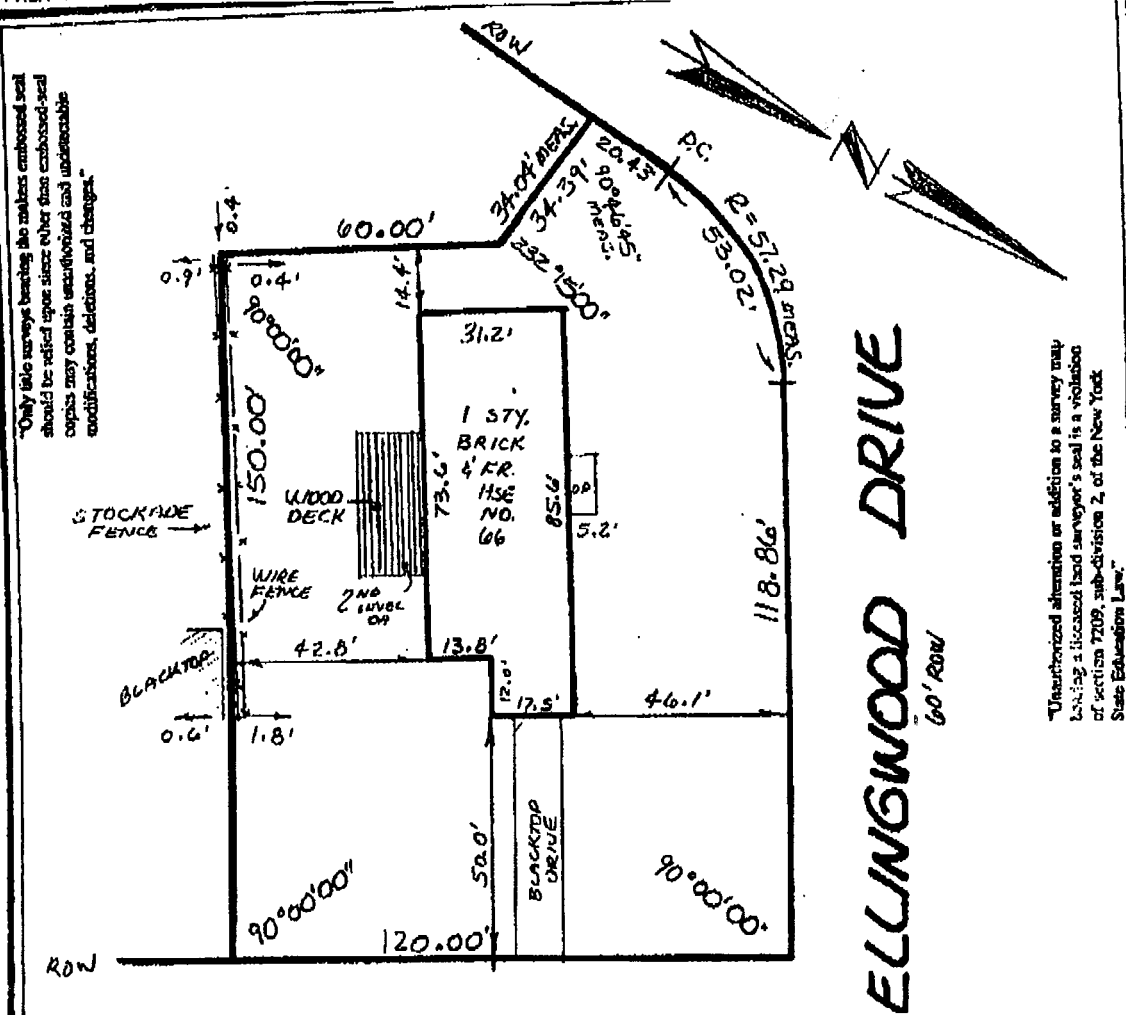 "Only title surveys bearing the makers embossed seal
should be relied upon since other than embossed-seal
copies may contain unauthorized and undetectable
modifications, deletions, and changes."
ROW
N
P.C.
20.43'
90°46'45"
MEAS.
34.04' MEAS.
34.39'
232°15'00"
R=57.29 MEAS.
53.02'
60.00'
0.4'
0.9'
0.4'
90°00'00"
14.4'
31.2'
150.00'
1 STY.
BRICK
& FR.
HSE
NO.
66
73.6'
85.6'
OP
5.2'
WOOD
DECK
STOCKADE
FENCE
WIRE
FENCE
2ND
LEVEL
OP
118.86'
ELLINGWOOD DRIVE
60' ROW
BLACKTOP
42.8'
13.8'
12.0'
17.5'
46.1'
0.6'
1.8'
50.0'
BLACKTOP
DRIVE
90°00'00"
90°00'00"
120.00'
ROW
"Unauthorized alteration or addition to a survey map
bearing a licensed land surveyor's seal is a violation
of section 7209, sub-division 2, of the New York
State Education Law."